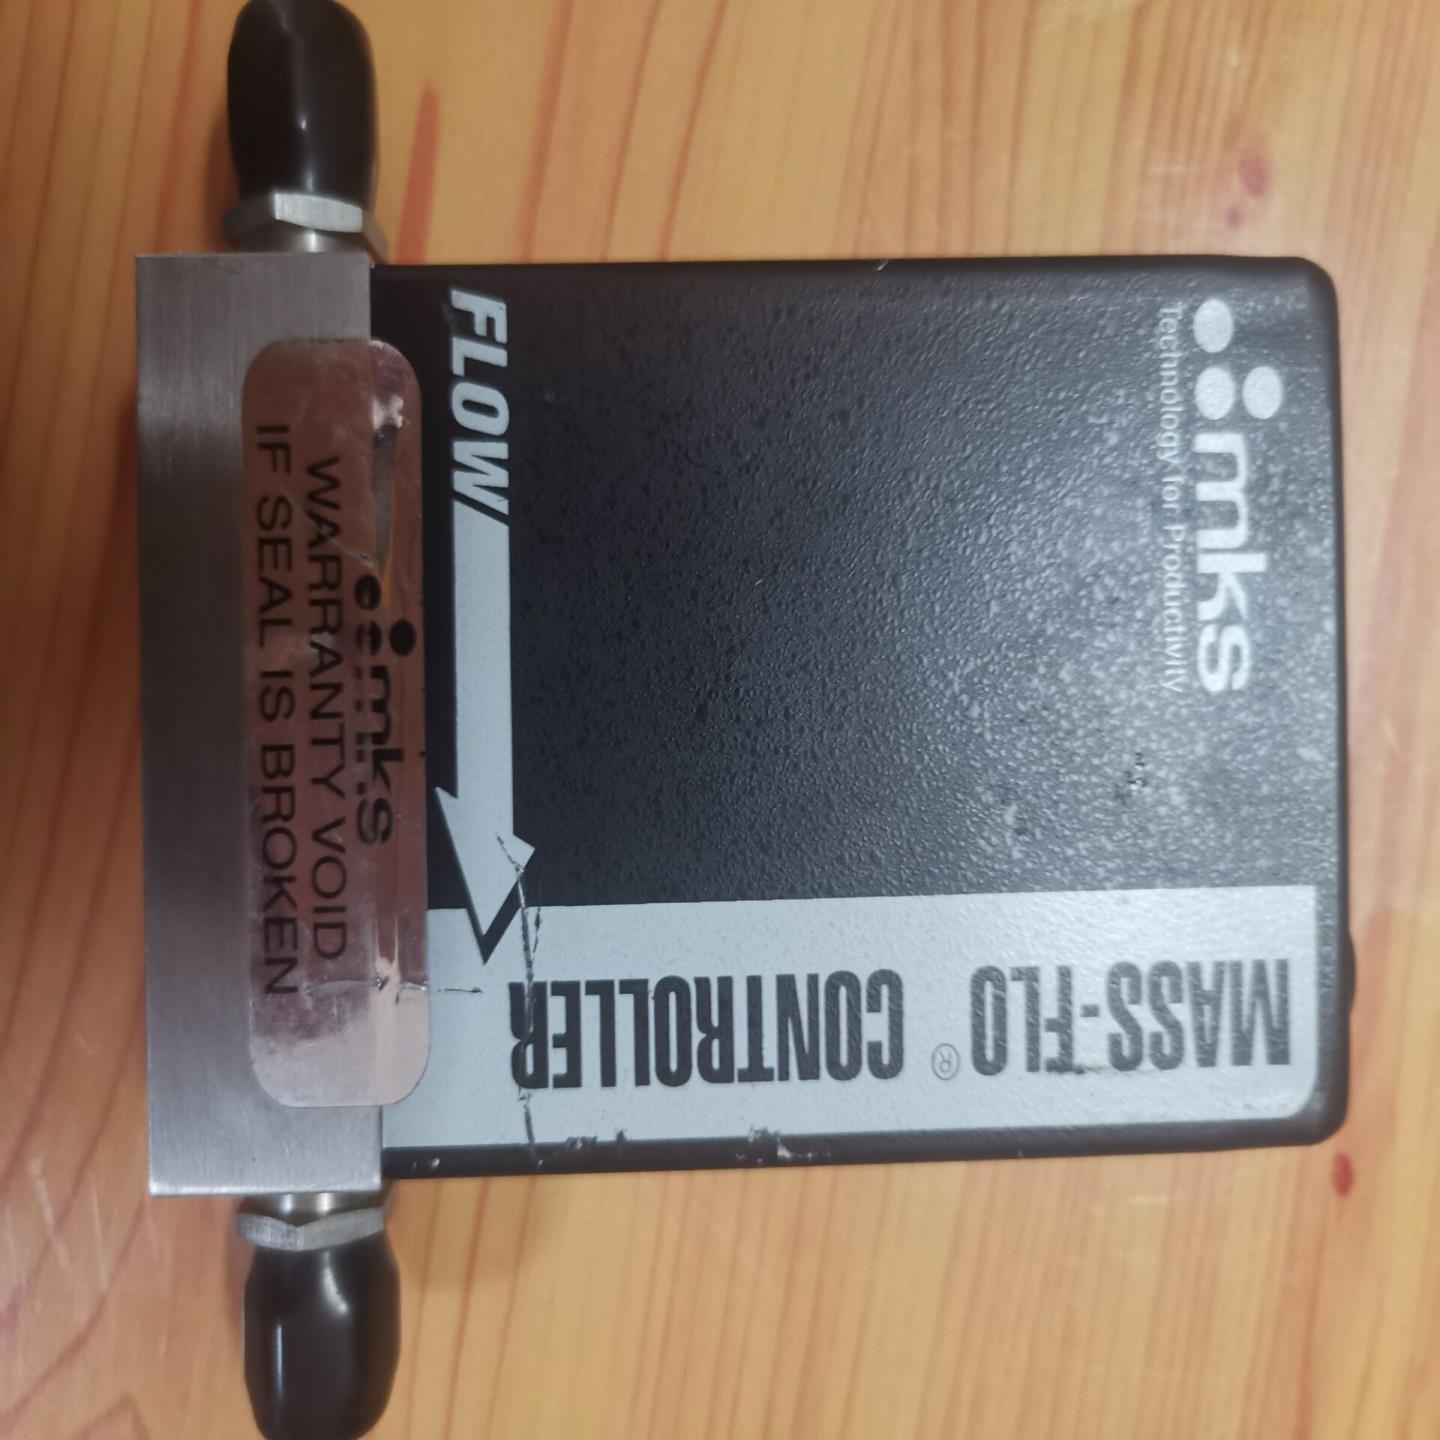 mks
Technology for Productivity
MASS-FLO® CONTROLLER
FLOW
mks
WARRANTY VOID
IF SEAL IS BROKEN